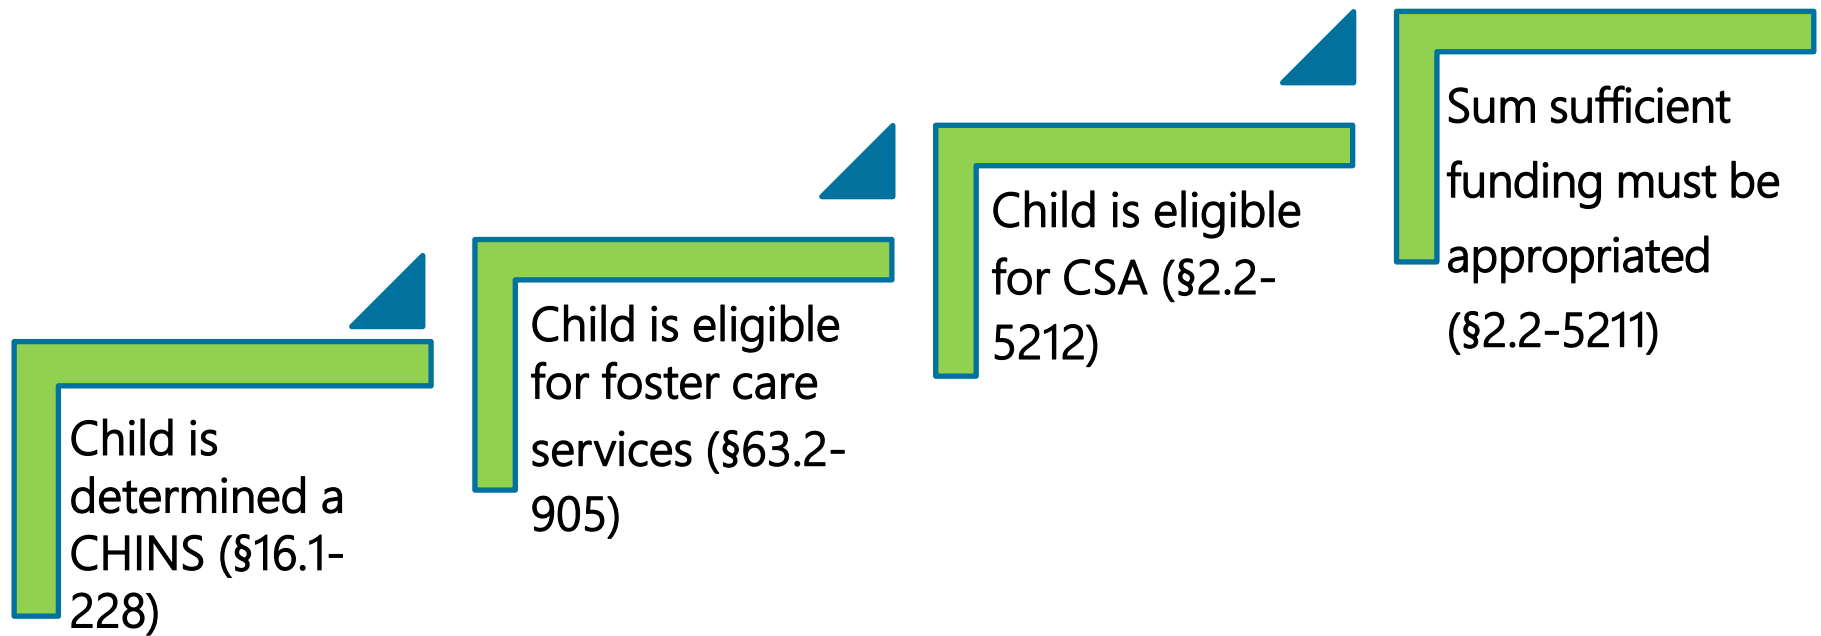 Child is
determined a
CHINS (§16.1-
228)
Child is eligible
for foster care
services (§63.2-
905)
Child is eligible
for CSA (§2.2-
5212)
Sum sufficient
funding must be
appropriated
(§2.2-5211)